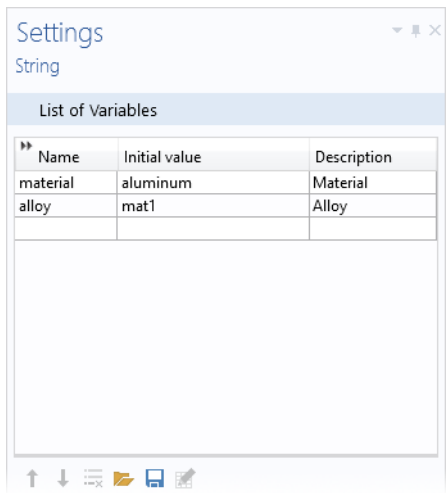 Settings
String
List of Variables
Name Initial value Description
material aluminum Material
alloy mat1 Alloy